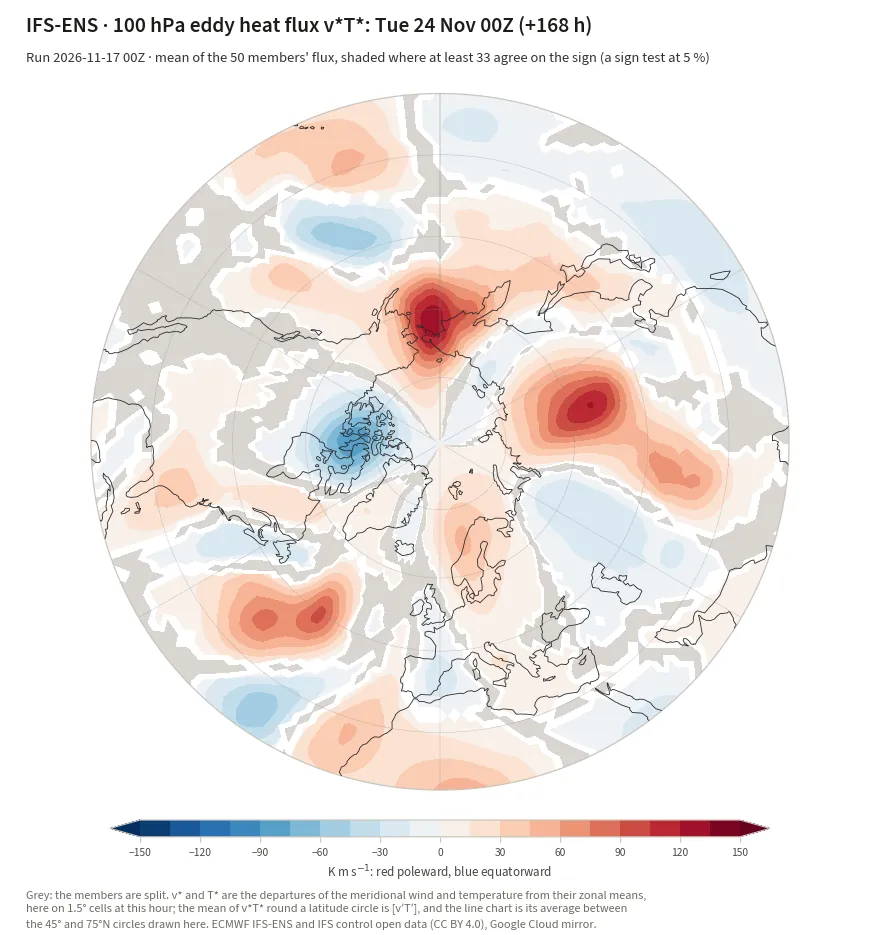 IFS-ENS · 100 hPa eddy heat flux v*T*: Tue 24 Nov 00Z (+168 h)
Run 2026-11-17 00Z · mean of the 50 members' flux, shaded where at least 33 agree on the sign (a sign test at 5 %)
−150 −120 −90 −60 −30 0 30 60 90 120 150
K m s⁻¹: red poleward, blue equatorward
Grey: the members are split. v* and T* are the departures of the meridional wind and temperature from their zonal means,
here on 1.5° cells at this hour; the mean of v*T* round a latitude circle is [v'T'], and the line chart is its average between
the 45° and 75°N circles drawn here. ECMWF IFS-ENS and IFS control open data (CC BY 4.0), Google Cloud mirror.